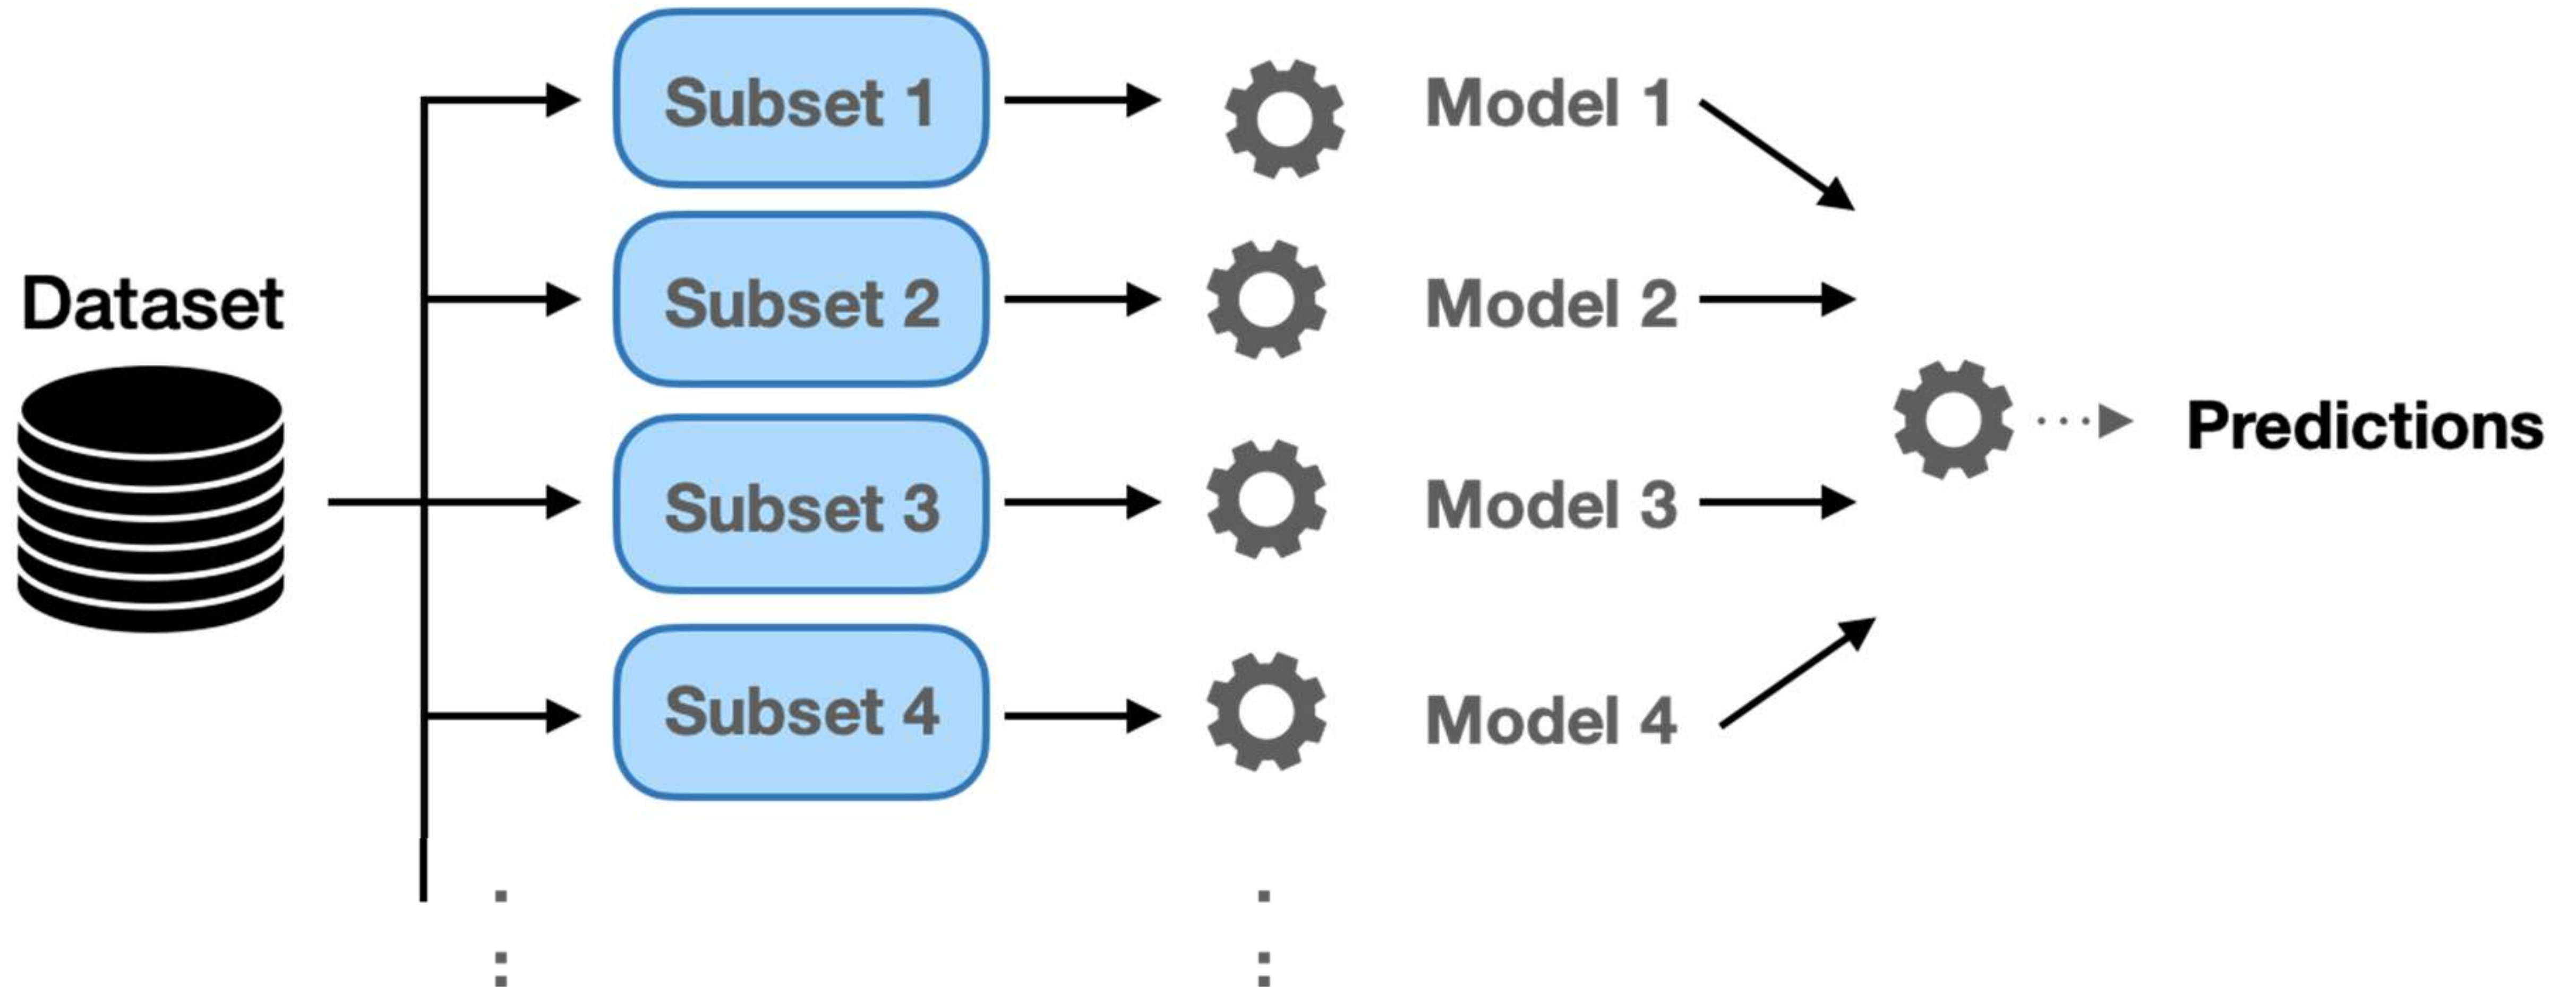 Dataset
Subset 1
Model 1
Subset 2
Model 2
Subset 3
Model 3
Subset 4
Model 4
Predictions